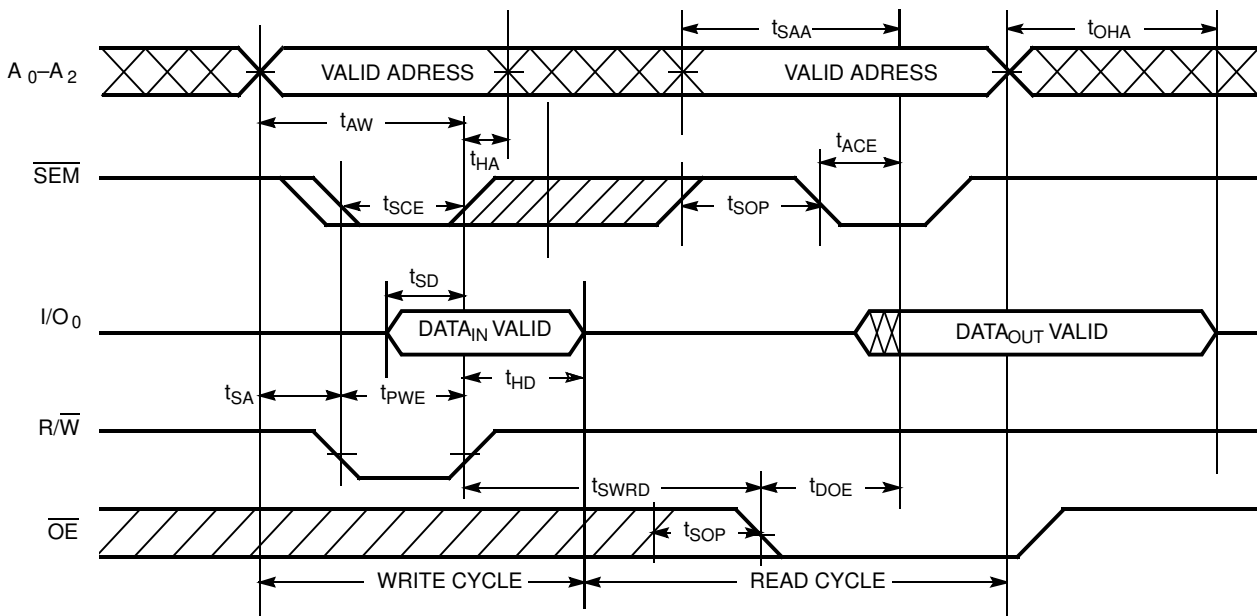 tSAA
tOHA
A 0–A2
VALID ADRESS
VALID ADRESS
tAW
tHA
tACE
SEM
tSCE
tSOP
tSD
I/O0
DATAIN VALID
DATAOUT VALID
tSA
tPWE
tHD
R/W
tSWRD
tDOE
OE
tSOP
WRITE CYCLE
READ CYCLE